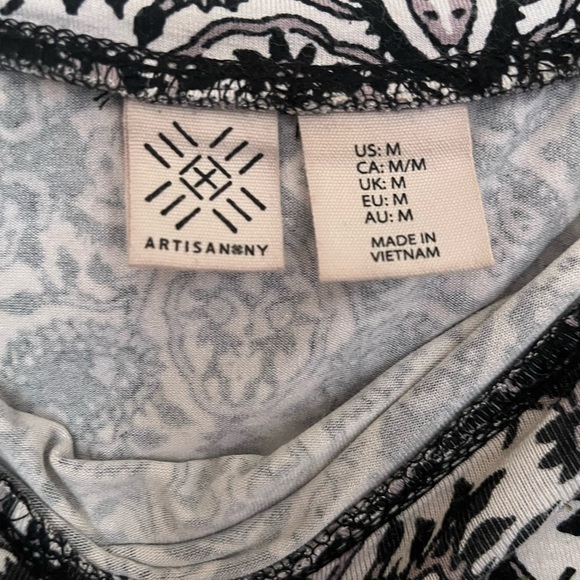 ARTISAN NY
US: M
CA: M/M
UK: M
EU: M
AU: M
MADE IN
VIETNAM